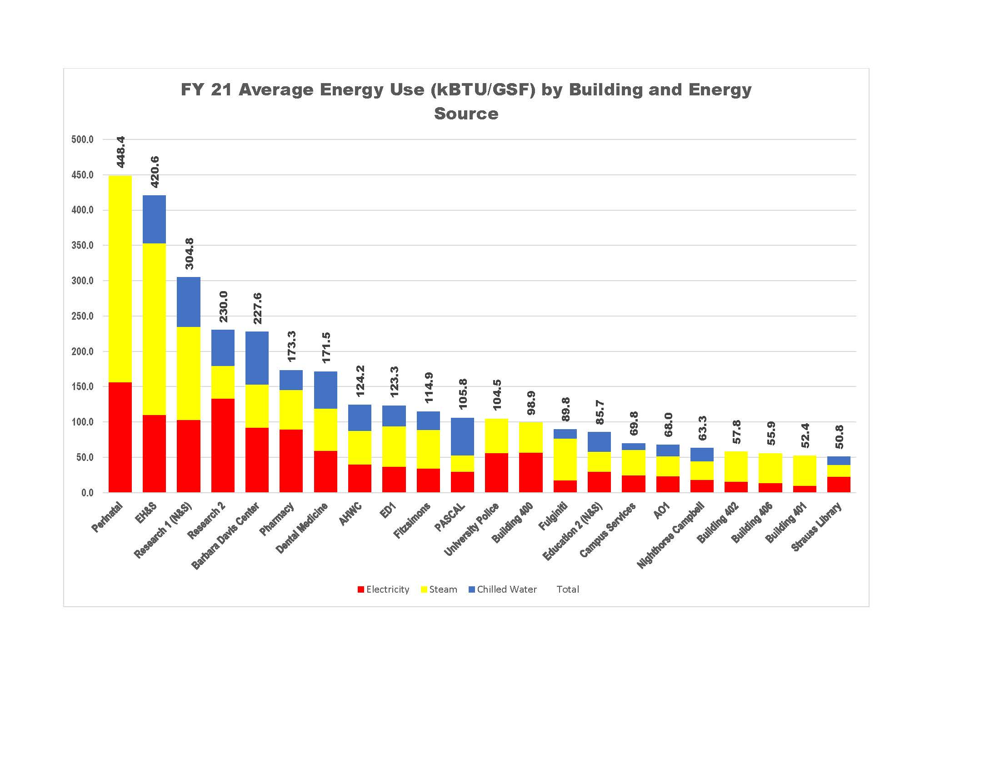 FY 21 Average Energy Use (kBTU/GSF) by Building and Energy
Source
500.0
450.0
400.0
350.0
300.0
250.0
200.0
150.0
100.0
50.0
0.0
448.4
420.6
304.8
230.0
227.6
173.3
171.5
124.2
123.3
114.9
105.8
104.5
98.9
89.8
85.7
69.8
68.0
63.3
57.8
55.9
52.4
50.8
Perinatal
EH&S
Research 1 (N&S)
Research 2
Barbara Davis Center
Pharmacy
Dental Medicine
AHWC
ED1
Fitzsimons
PASCAL
University Police
Building 400
Fulginiti
Education 2 (N&S)
Campus Services
AO1
Nighthorse Campbell
Building 402
Building 406
Building 401
Strauss Library
Electricity Steam Chilled Water Total